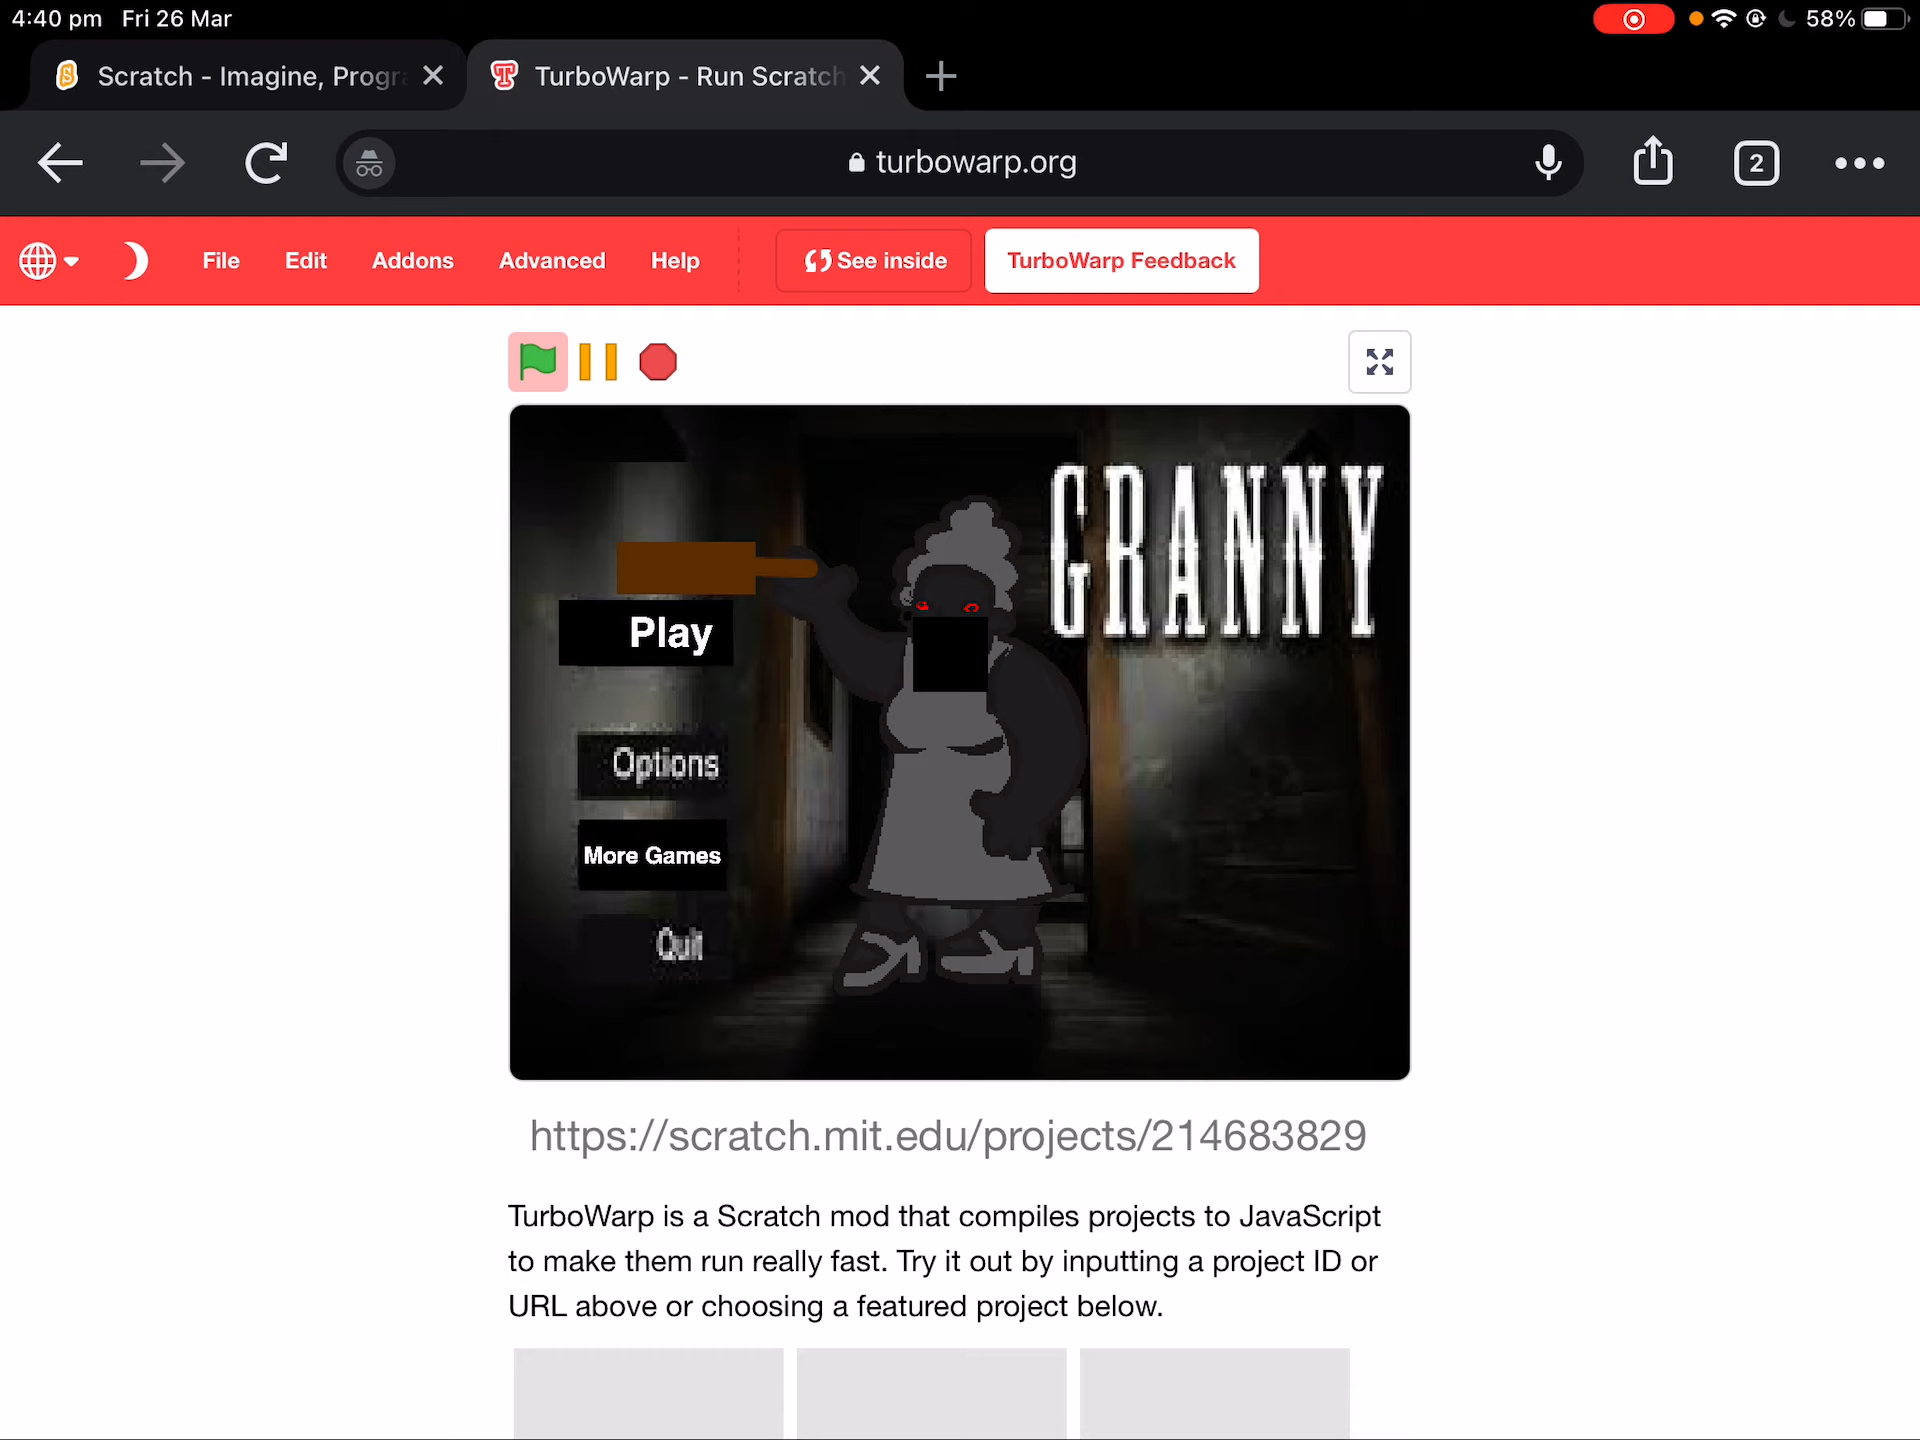 4:40 pm Fri 26 Mar
58%
Scratch - Imagine, Progra
TurboWarp - Run Scratch
turbowarp.org
2
File Edit Addons Advanced Help See inside TurboWarp Feedback
GRANNY
Play
Options
More Games
Quit
https://scratch.mit.edu/projects/214683829
TurboWarp is a Scratch mod that compiles projects to JavaScript
to make them run really fast. Try it out by inputting a project ID or
URL above or choosing a featured project below.